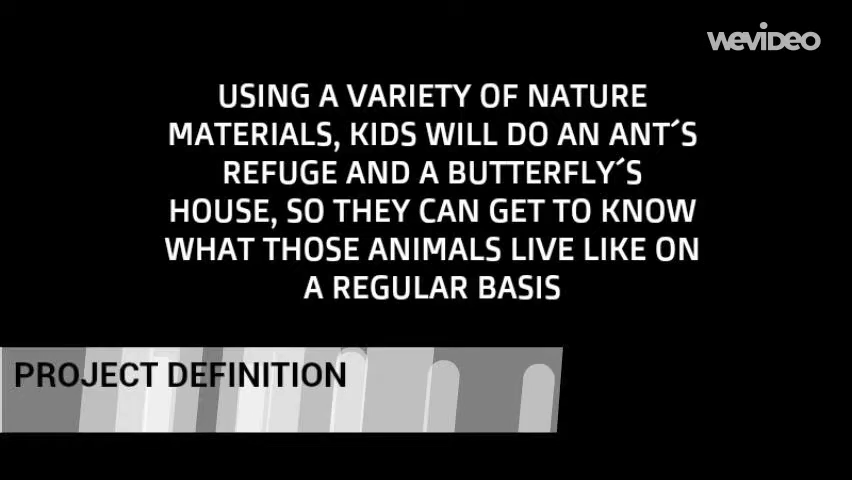 WEVIDEO
USING A VARIETY OF NATURE
MATERIALS, KIDS WILL DO AN ANT´S
REFUGE AND A BUTTERFLY´S
HOUSE, SO THEY CAN GET TO KNOW
WHAT THOSE ANIMALS LIVE LIKE ON
A REGULAR BASIS
PROJECT DEFINITION